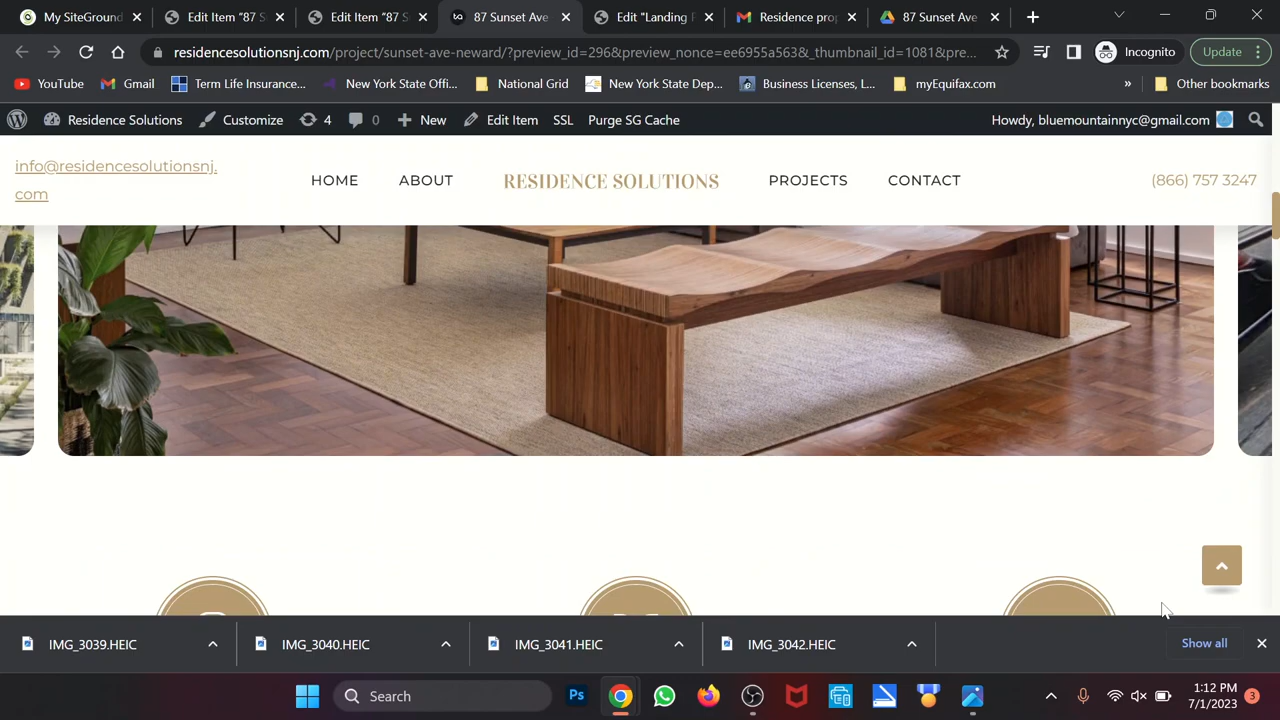 My SiteGround
Edit Item "87 S
Edit Item "87 S
87 Sunset Ave
Edit "Landing P
Residence prop
87 Sunset Ave
residencesolutionsnj.com/project/sunset-ave-neward/?preview_id=296&preview_nonce=ee6955a563&_thumbnail_id=1081&pre...
Incognito
Update
YouTube
Gmail
Term Life Insurance...
New York State Offi...
National Grid
New York State Dep...
Business Licenses, L...
myEquifax.com
»
Other bookmarks
Residence Solutions
Customize
4
0
New
Edit Item
SSL
Purge SG Cache
Howdy, bluemountainnyc@gmail.com
info@residencesolutionsnj.
com
HOME
ABOUT
RESIDENCE SOLUTIONS
PROJECTS
CONTACT
(866) 757 3247
IMG_3039.HEIC
IMG_3040.HEIC
IMG_3041.HEIC
IMG_3042.HEIC
Show all
Ps
Search
1:12 PM
7/1/2023
3